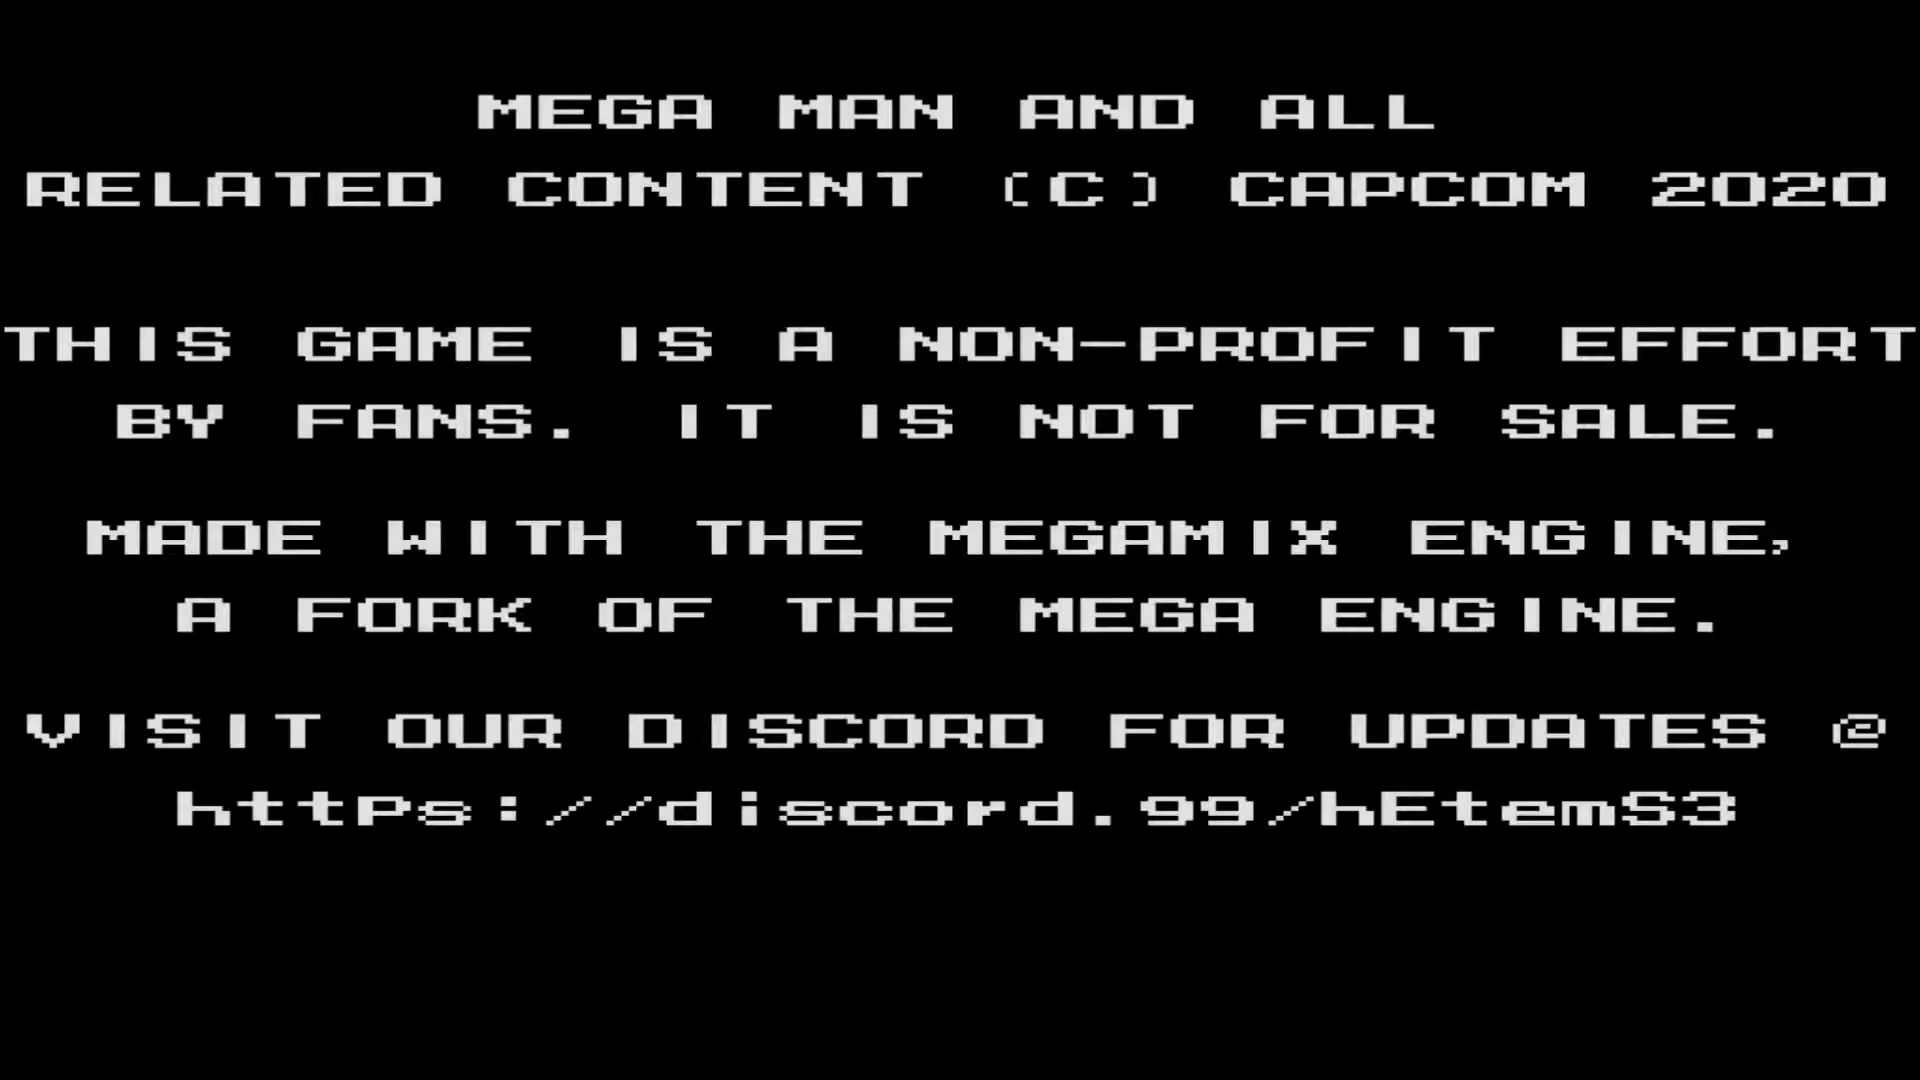 MEGA MAN AND ALL
RELATED CONTENT (C) CAPCOM 2020
THIS GAME IS A NON-PROFIT EFFORT
BY FANS. IT IS NOT FOR SALE.
MADE WITH THE MEGAMIX ENGINE,
A FORK OF THE MEGA ENGINE.
VISIT OUR DISCORD FOR UPDATES @
https://discord.gg/hEtemS3